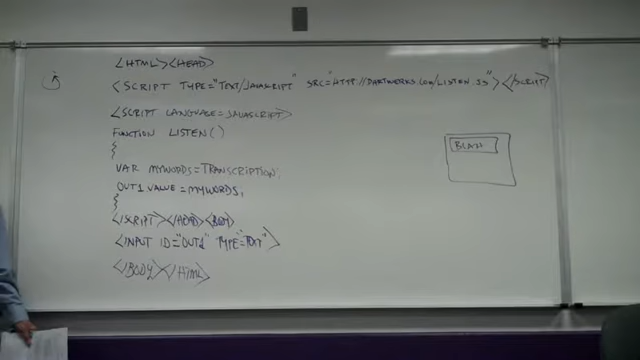 <HTML><HEAD>
<SCRIPT TYPE="TEXT/JAVASCRIPT" SRC="HTTP://DARTWERKS.COM/LISTEN.JS"></SCRIPT>
<SCRIPT LANGUAGE=JAVASCRIPT>
FUNCTION LISTEN()
{
VAR MYWORDS=TRANSCRIPTION;
OUT1.VALUE=MYWORDS;
}
</SCRIPT></HEAD><BODY>
<INPUT ID="OUT1" TYPE="TEXT">
</BODY></HTML>
BLAH